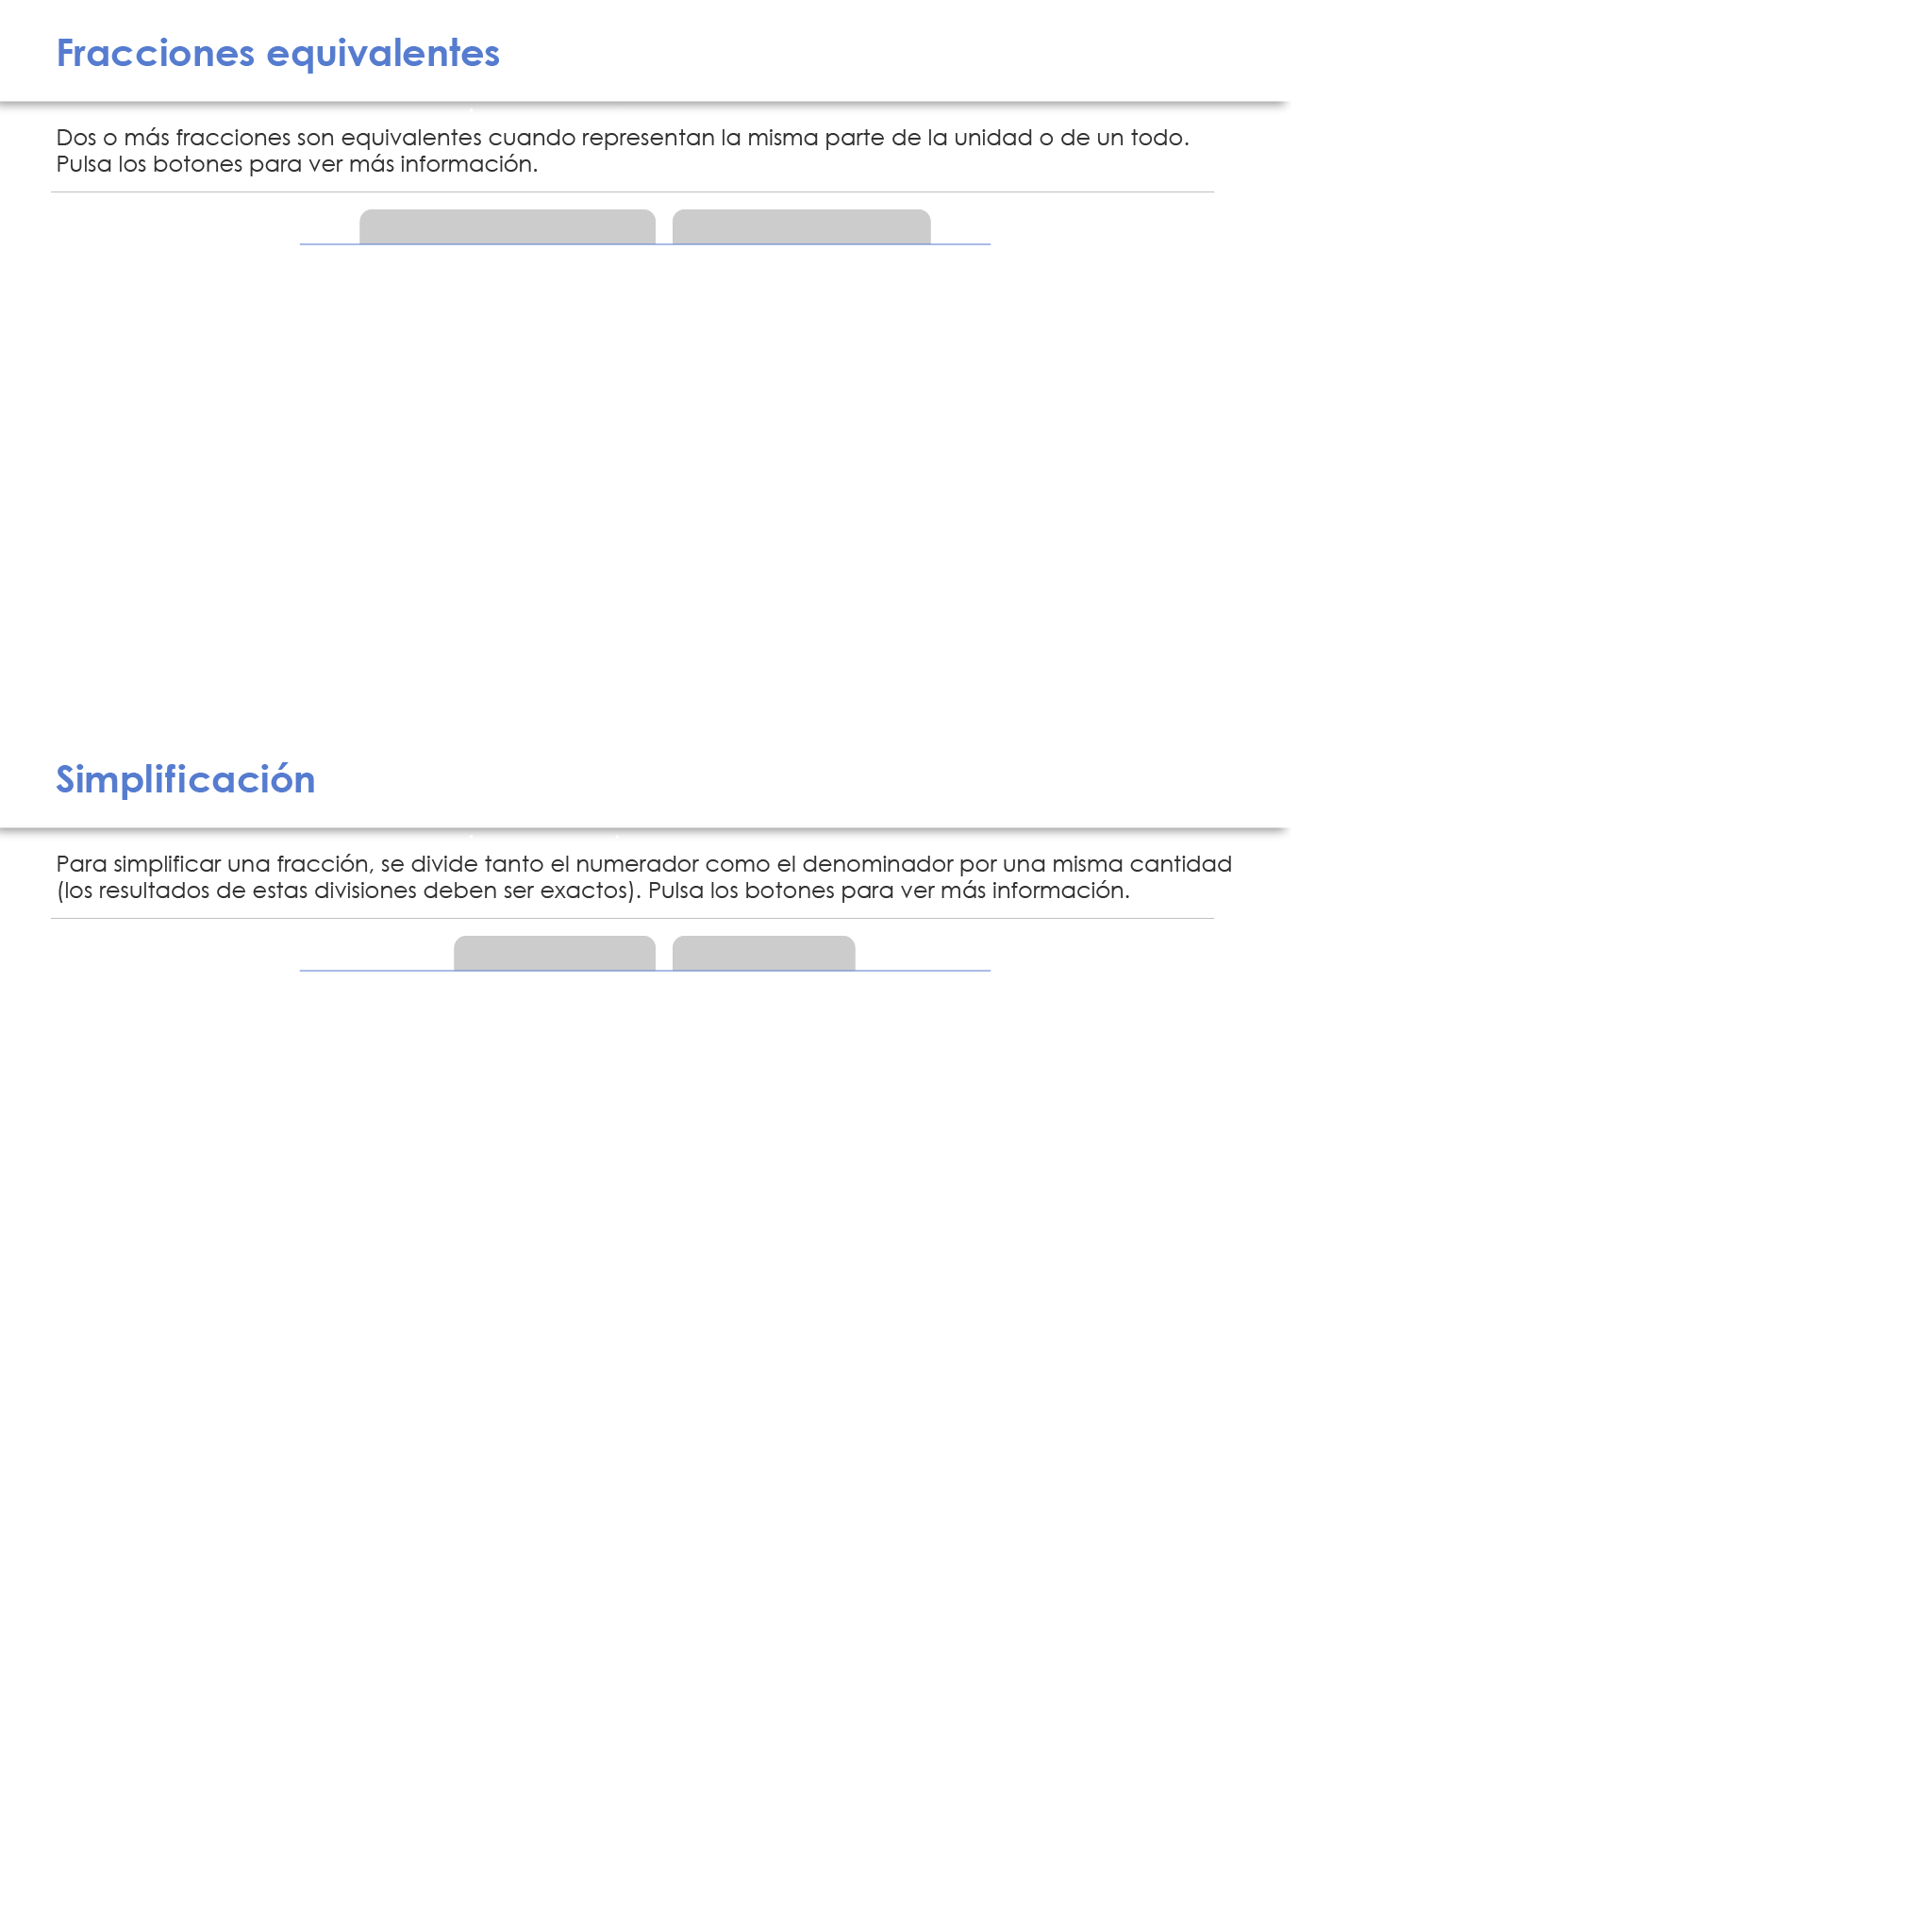 Fracciones equivalentes
Dos o más fracciones son equivalentes cuando representan la misma parte de la unidad o de un todo.
Pulsa los botones para ver más información.
Simplificación
Para simplificar una fracción, se divide tanto el numerador como el denominador por una misma cantidad
(los resultados de estas divisiones deben ser exactos). Pulsa los botones para ver más información.